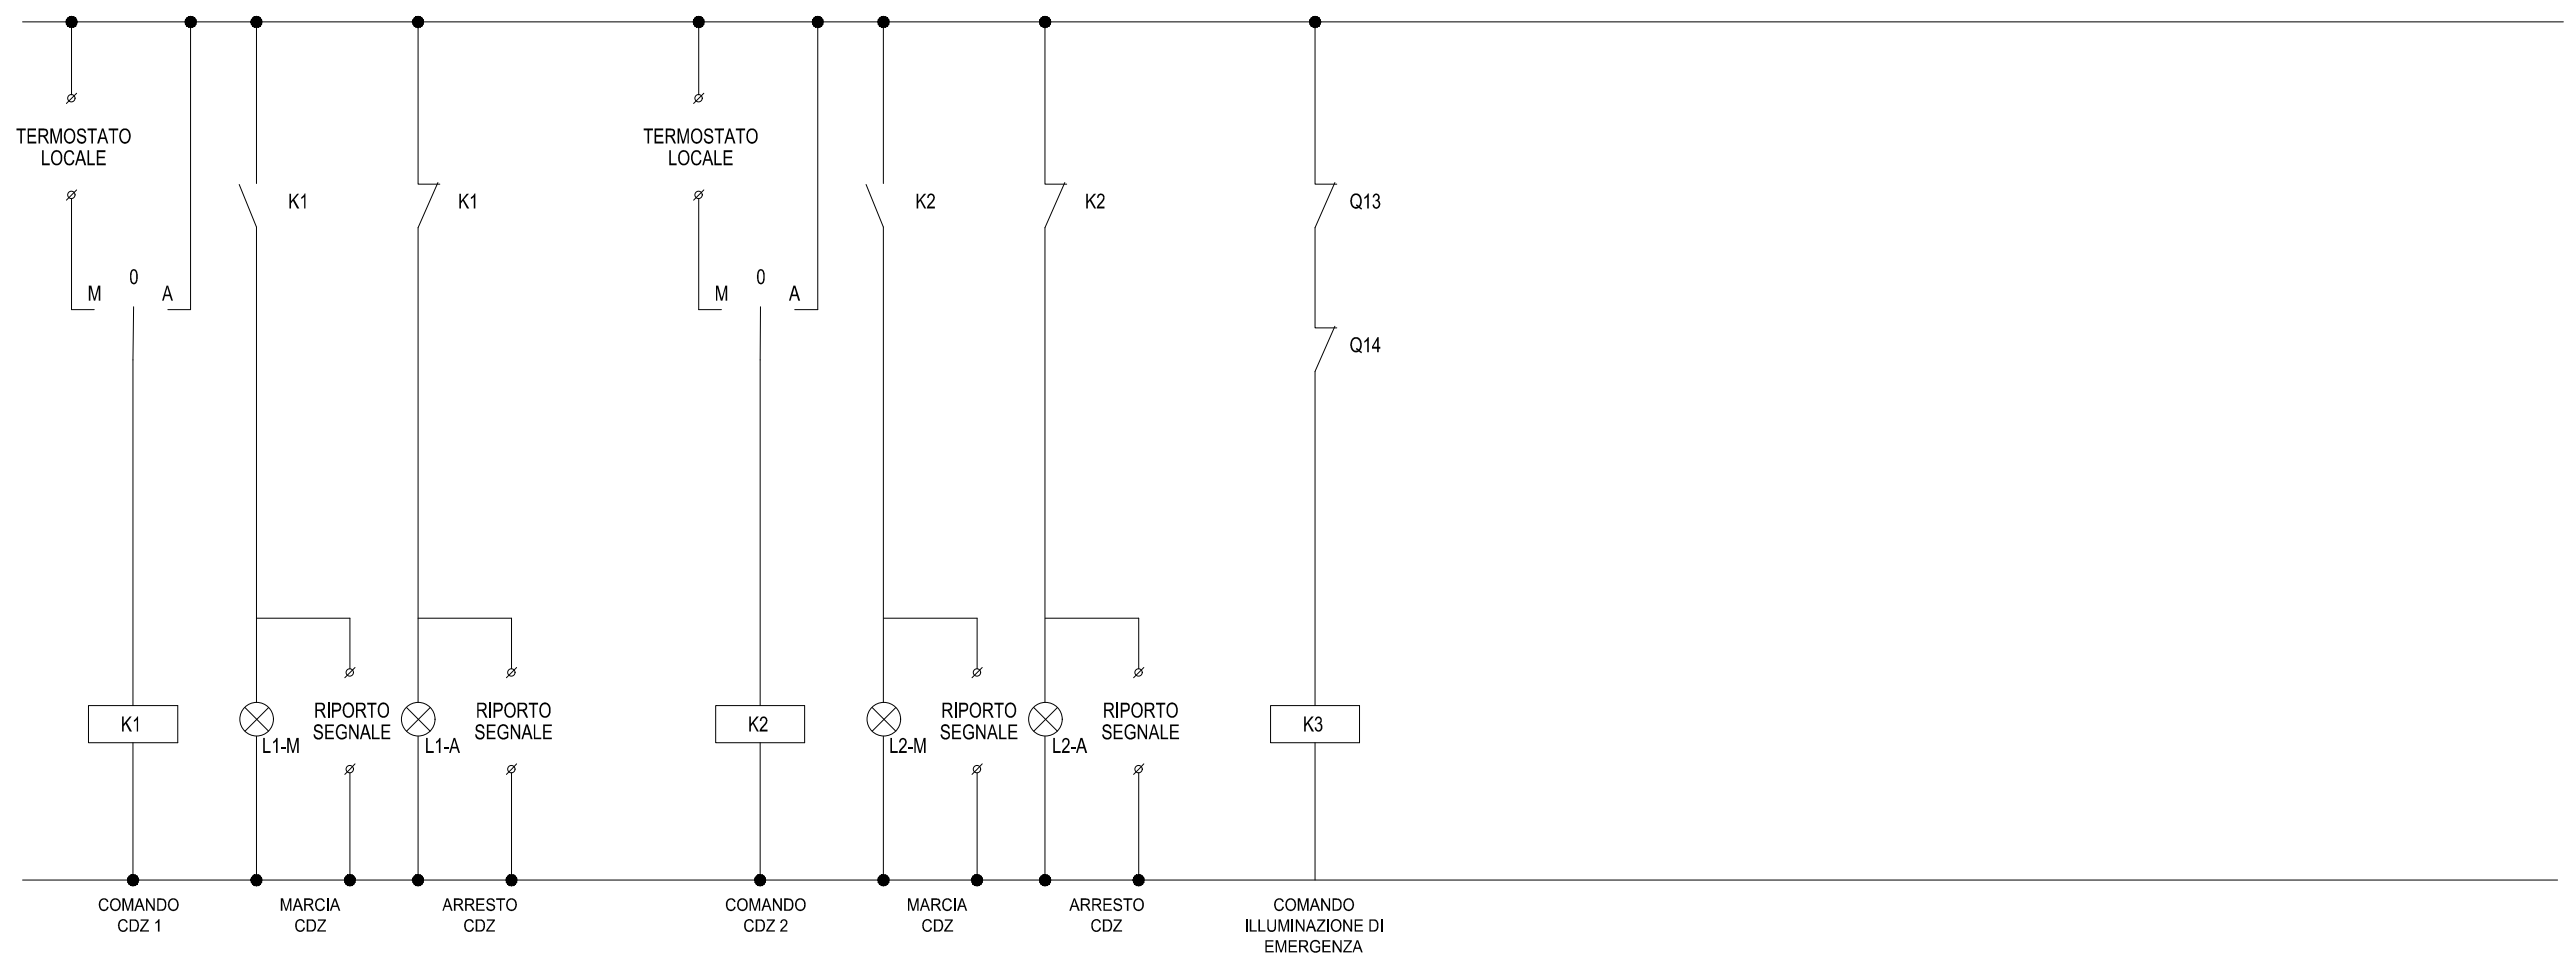 TERMOSTATO
LOCALE
K1
K1
0
M
A
TERMOSTATO
LOCALE
K2
K2
0
M
A
Q13
Q14
K1
L1-M
RIPORTO
SEGNALE
L1-A
RIPORTO
SEGNALE
K2
L2-M
RIPORTO
SEGNALE
L2-A
RIPORTO
SEGNALE
K3
COMANDO
CDZ 1
MARCIA
CDZ
ARRESTO
CDZ
COMANDO
CDZ 2
MARCIA
CDZ
ARRESTO
CDZ
COMANDO
ILLUMINAZIONE DI
EMERGENZA